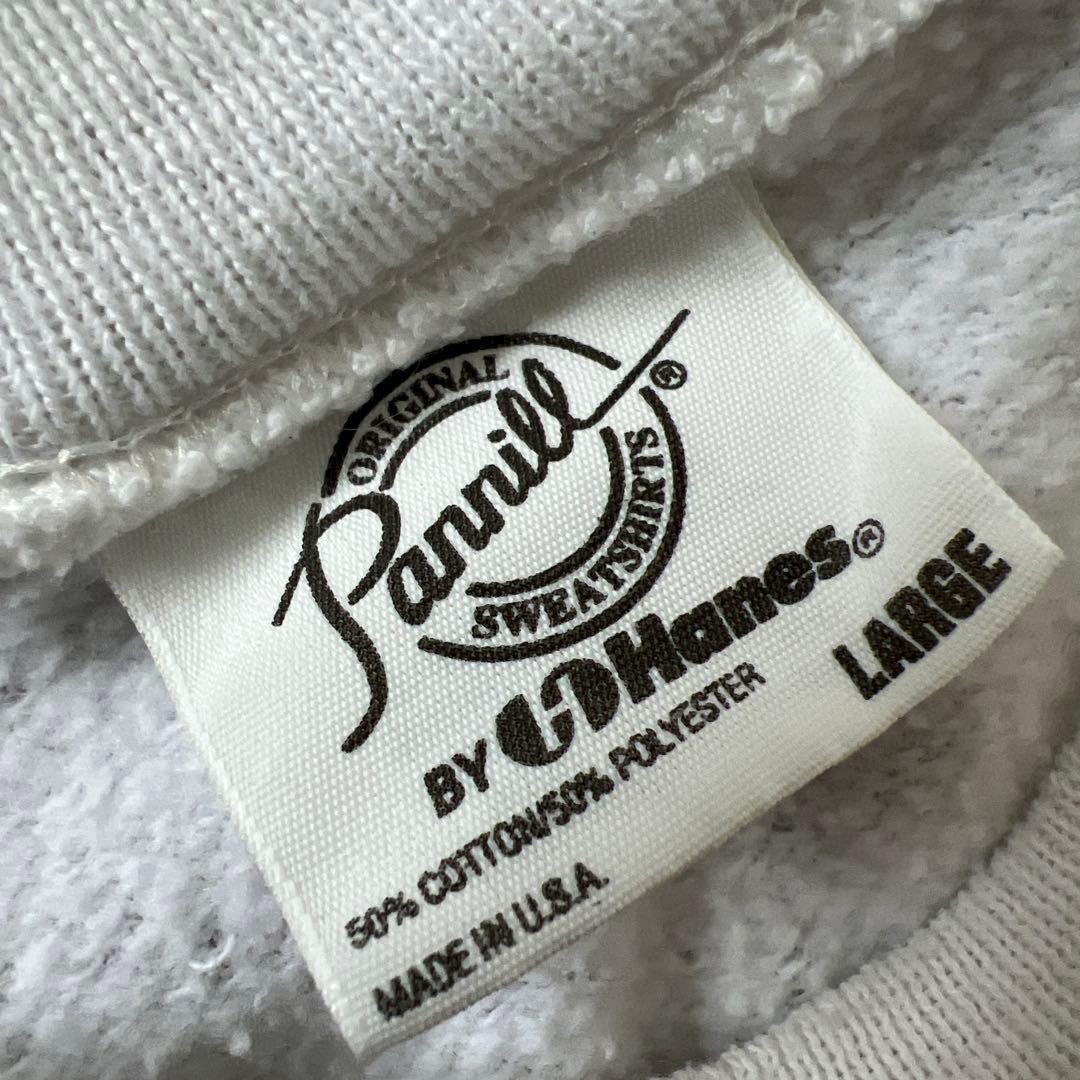 ORIGINAL
Pannill®
SWEATSHIRTS
BY Hanes®
LARGE
50% COTTON/50% POLYESTER
MADE IN U.S.A.